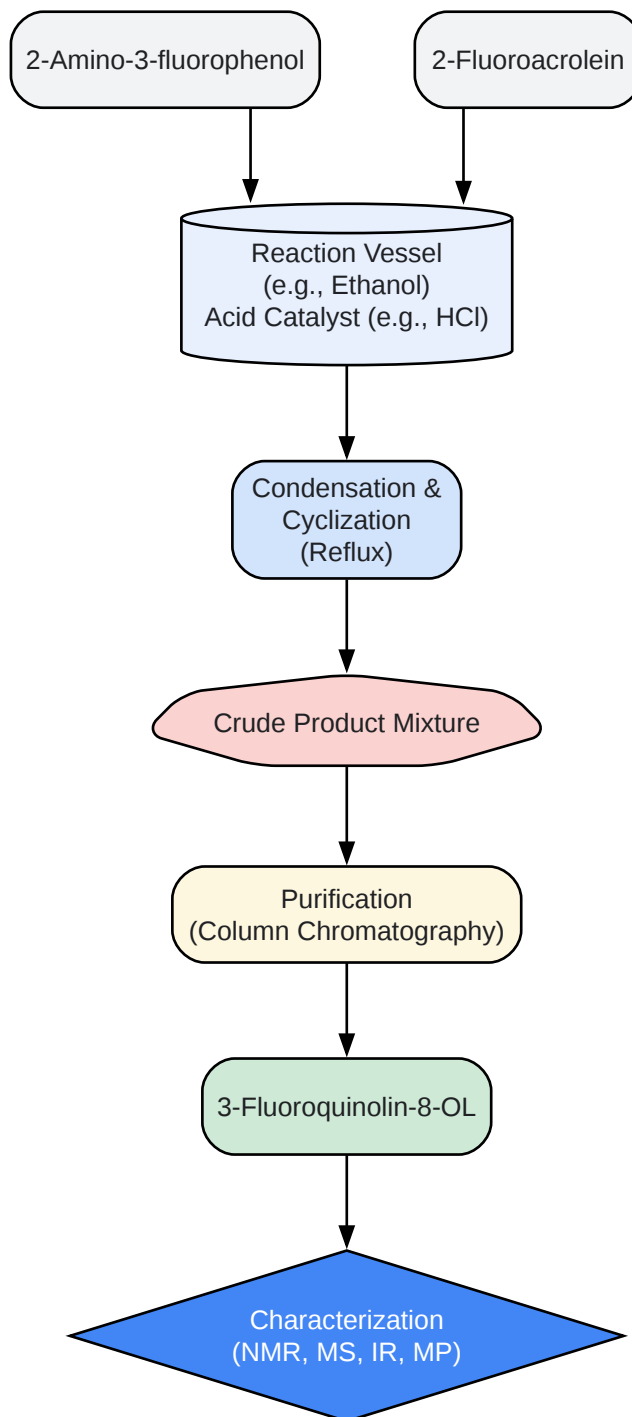 2-Amino-3-fluorophenol
2-Fluoroacrolein
Reaction Vessel
(e.g., Ethanol)
Acid Catalyst (e.g., HCl)
Condensation &
Cyclization
(Reflux)
Crude Product Mixture
Purification
(Column Chromatography)
3-Fluoroquinolin-8-OL
Characterization
(NMR, MS, IR, MP)